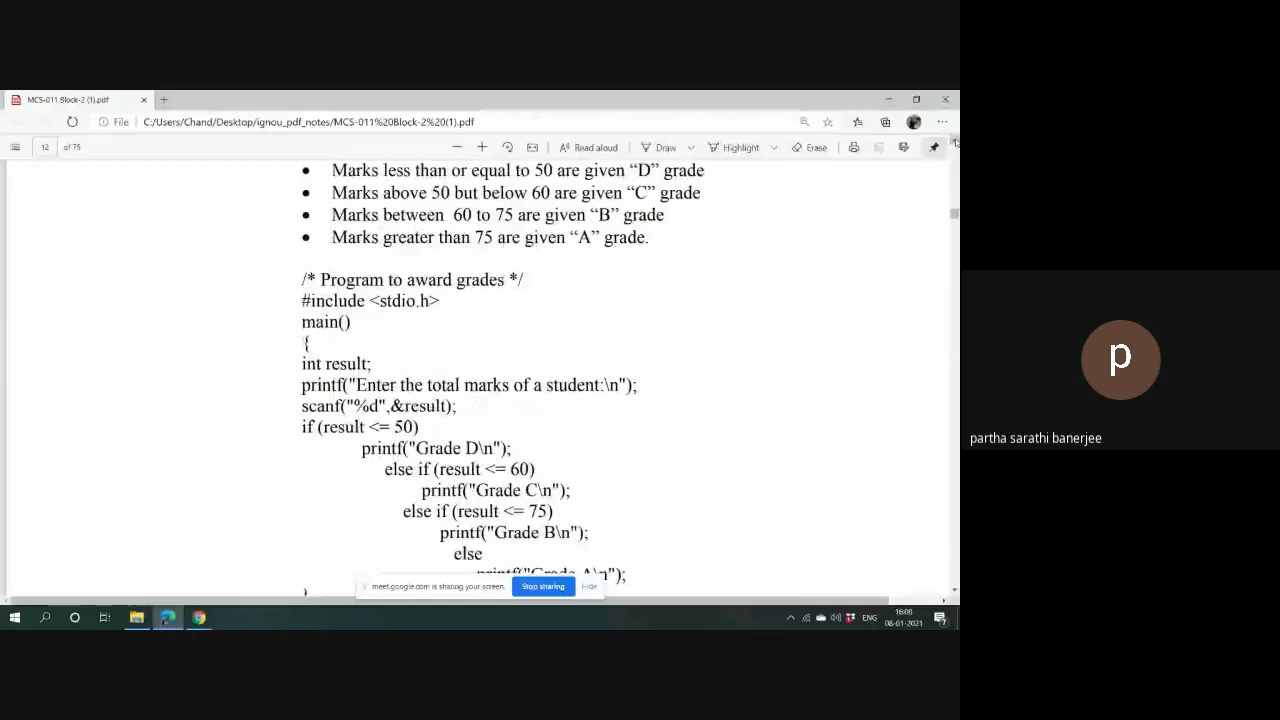 MCS-011 Block-2 (1).pdf
File C:/Users/Chand/Desktop/ignou_pdf_notes/MCS-011%20Block-2%20(1).pdf
12 of 75 Read aloud Draw Highlight Erase
• Marks less than or equal to 50 are given “D” grade
• Marks above 50 but below 60 are given “C” grade
• Marks between 60 to 75 are given “B” grade
• Marks greater than 75 are given “A” grade.
/* Program to award grades */
#include <stdio.h>
main()
{
int result;
printf("Enter the total marks of a student:\n");
scanf("%d",&result);
if (result <= 50)
printf("Grade D\n");
else if (result <= 60)
printf("Grade C\n");
else if (result <= 75)
printf("Grade B\n");
else
printf("Grade A\n");
}
meet.google.com is sharing your screen. Stop sharing Hide
ENG 16:08
08-01-2021
p
partha sarathi banerjee